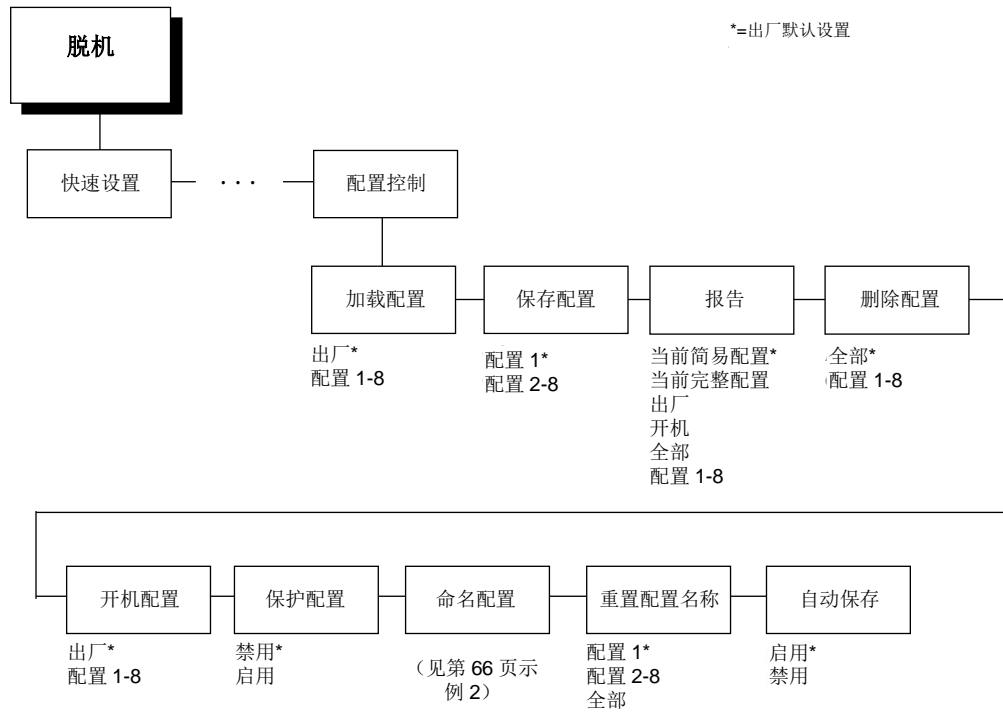 脱机
*=出厂默认设置
快速设置
· · ·
配置控制
加载配置
出厂*
配置 1-8
保存配置
配置 1*
配置 2-8
报告
当前简易配置*
当前完整配置
出厂
开机
全部
配置 1-8
删除配置
全部*
配置 1-8
开机配置
出厂*
配置 1-8
保护配置
禁用*
启用
命名配置
（见第 66 页示
例 2）
重置配置名称
配置 1*
配置 2-8
全部
自动保存
启用*
禁用